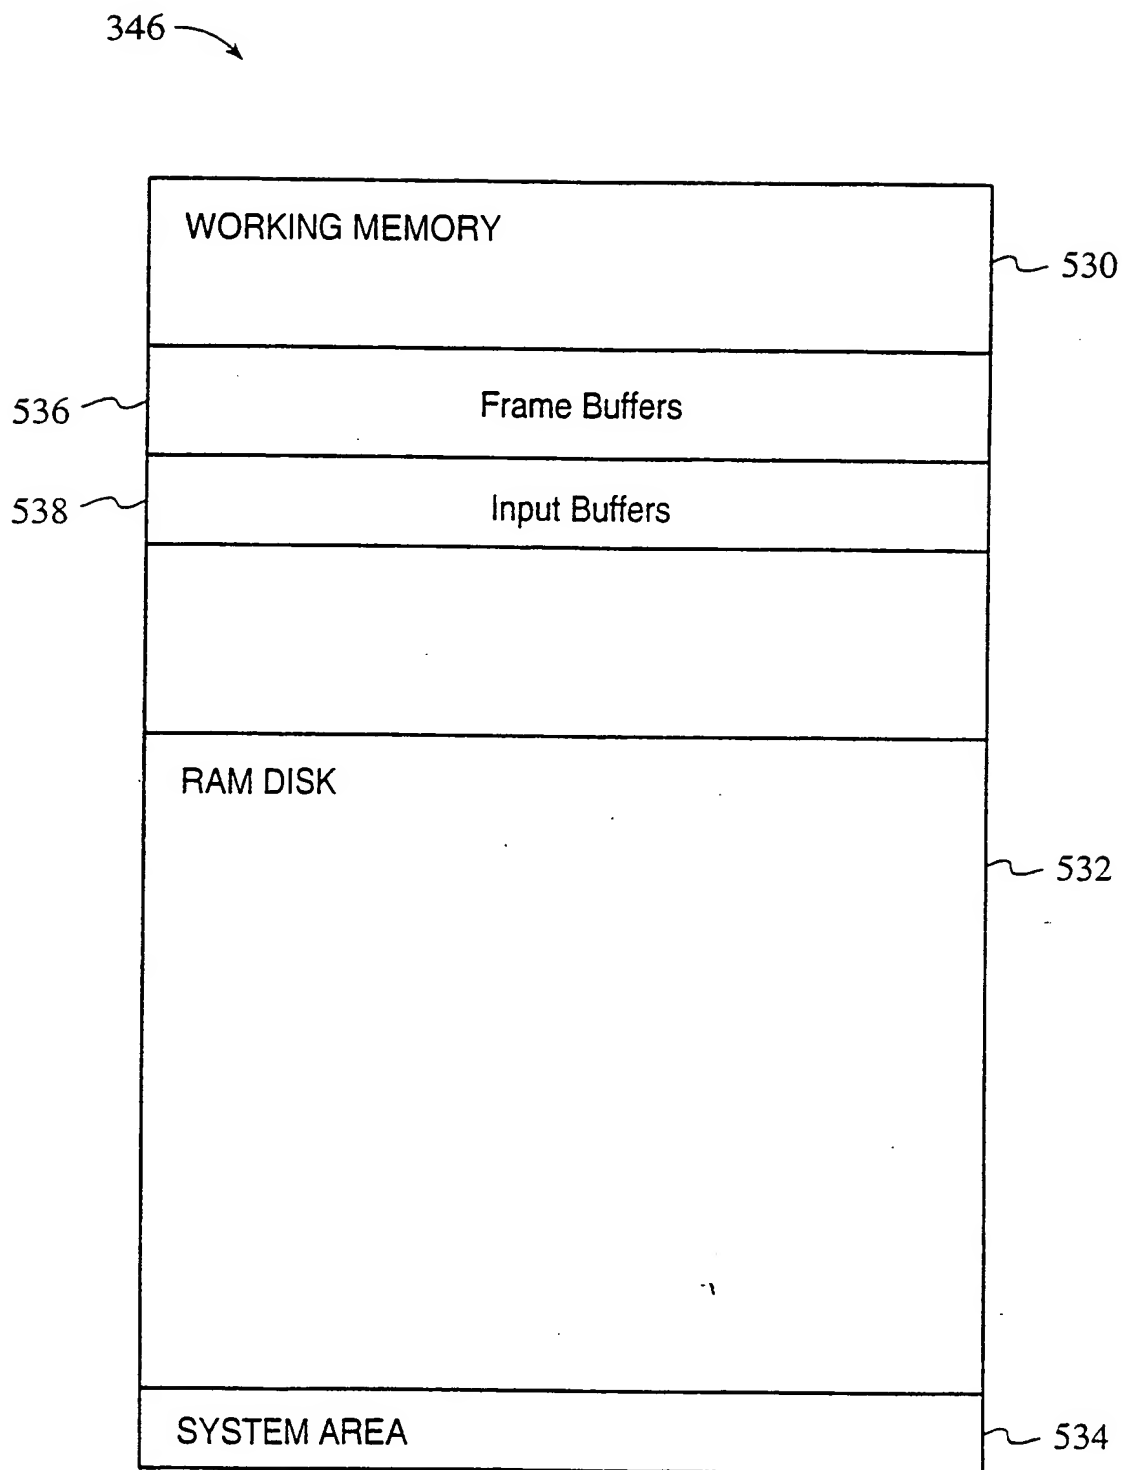 346
WORKING MEMORY
530
536
Frame Buffers
538
Input Buffers
RAM DISK
532
SYSTEM AREA
534